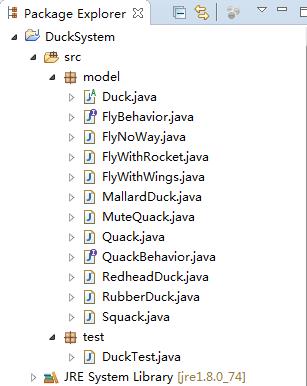 Package Explorer
DuckSystem
src
model
Duck.java
FlyBehavior.java
FlyNoWay.java
FlyWithRocket.java
FlyWithWings.java
MallardDuck.java
MuteQuack.java
Quack.java
QuackBehavior.java
RedheadDuck.java
RubberDuck.java
Squack.java
test
DuckTest.java
JRE System Library [jre1.8.0_74]